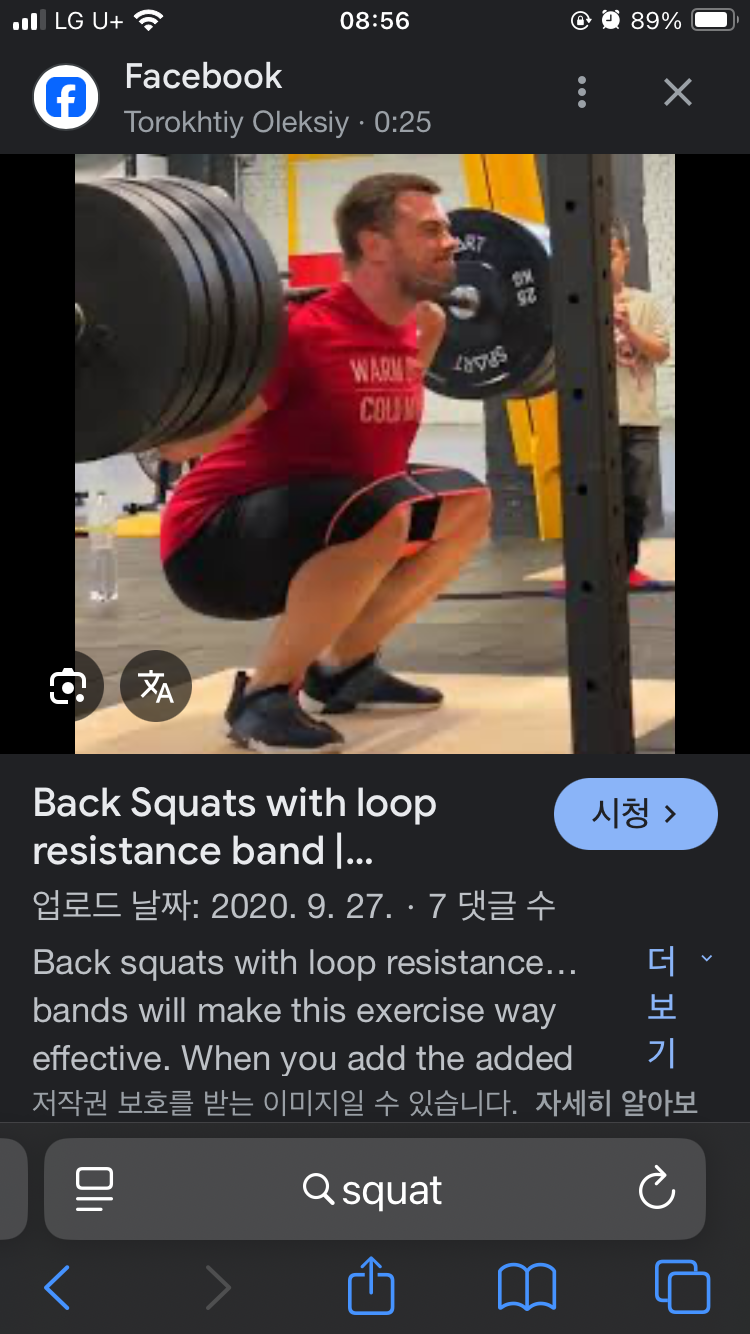 LG U+
08:56
89%
Facebook
Torokhtiy Oleksiy · 0:25
25
KG
SPART
WARM
COLD
Back Squats with loop
resistance band |...
시청 >
업로드 날짜: 2020. 9. 27. · 7 댓글 수
Back squats with loop resistance...
bands will make this exercise way
effective. When you add the added
더
보
기
저작권 보호를 받는 이미지일 수 있습니다. 자세히 알아보
squat